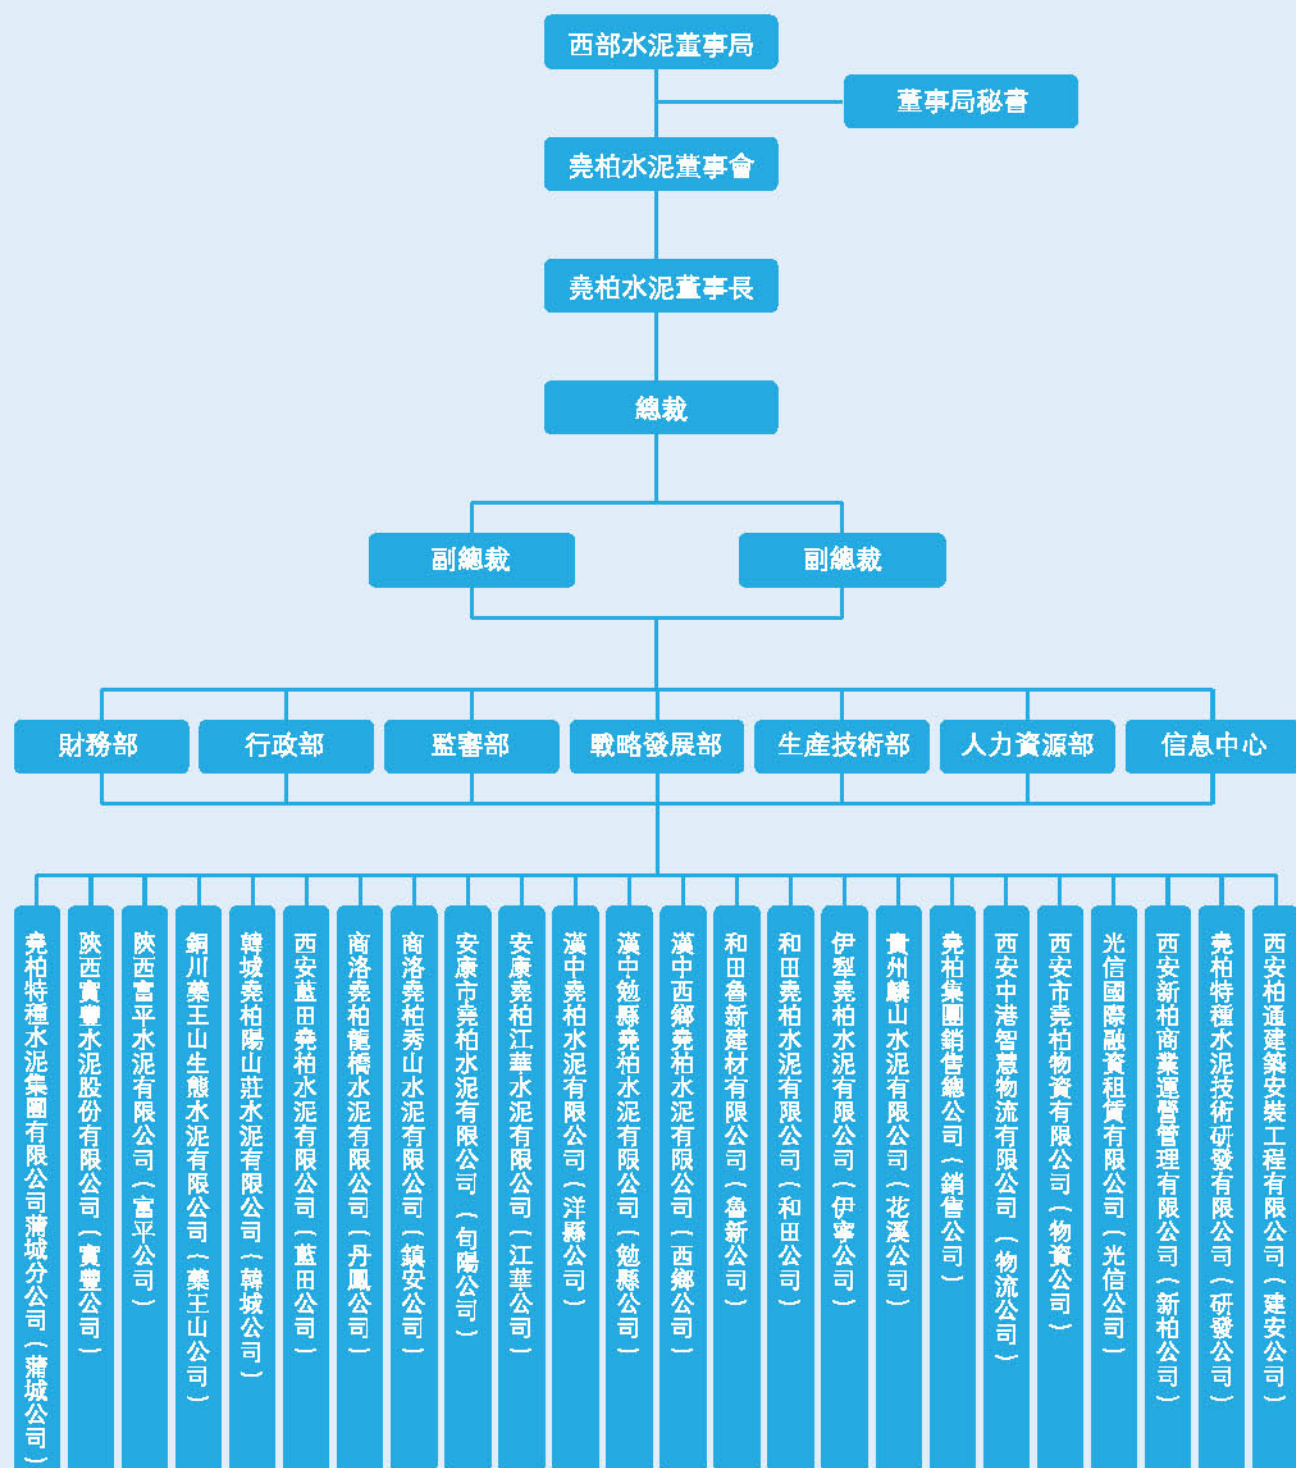 西部水泥董事局
董事局秘書
堯柏水泥董事會
堯柏水泥董事長
總裁
副總裁
副總裁
財務部
行政部
監審部
戰略發展部
生產技術部
人力資源部
信息中心
堯柏特種水泥集團有限公司蒲城分公司（蒲城公司）
陝西實豐水泥股份有限公司（實豐公司）
陝西富平水泥有限公司（富平公司）
銅川藥王山生態水泥有限公司（藥王山公司）
韓城堯柏陽山莊水泥有限公司（韓城公司）
西安藍田堯柏水泥有限公司（藍田公司）
商洛堯柏龍橋水泥有限公司（丹鳳公司）
商洛堯柏秀山水泥有限公司（鎮安公司）
安康市堯柏水泥有限公司（旬陽公司）
安康堯柏江華水泥有限公司（江華公司）
漢中堯柏水泥有限公司（洋縣公司）
漢中勉縣堯柏水泥有限公司（勉縣公司）
漢中西鄉堯柏水泥有限公司（西鄉公司）
和田魯新建材有限公司（魯新公司）
和田堯柏水泥有限公司（和田公司）
伊犁堯柏水泥有限公司（伊寧公司）
貴州麟山水泥有限公司（花溪公司）
堯柏集團銷售總公司（銷售公司）
西安中港智慧物流有限公司（物流公司）
西安市堯柏物資有限公司（物資公司）
光信國際融資租賃有限公司（光信公司）
西安新柏商業運營管理有限公司（新柏公司）
堯柏特種水泥技術研發有限公司（研發公司）
西安柏通建築安裝工程有限公司（建安公司）